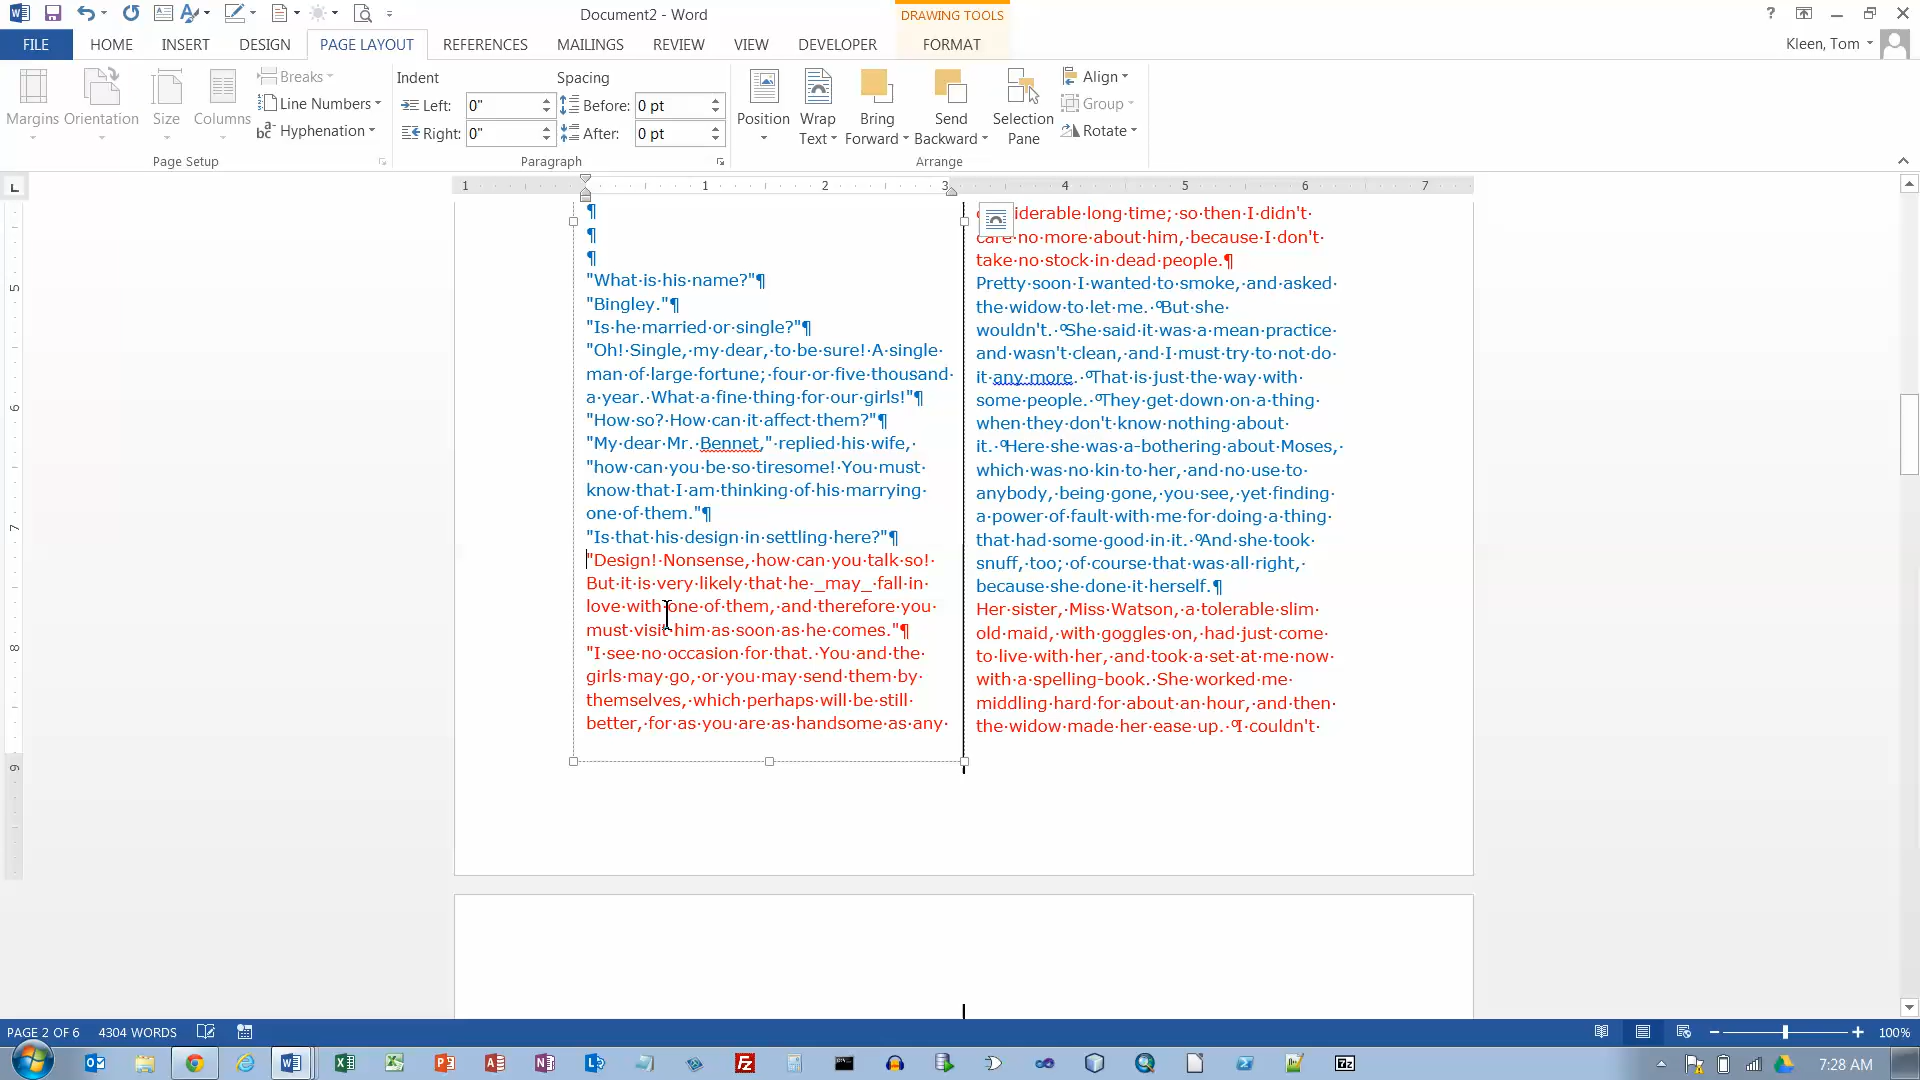 Document2 - Word
DRAWING TOOLS
?
FILE
HOME
INSERT
DESIGN
PAGE LAYOUT
REFERENCES
MAILINGS
REVIEW
VIEW
DEVELOPER
FORMAT
Kleen, Tom
Margins
Orientation
Size
Columns
Breaks
Line Numbers
Hyphenation
Page Setup
Indent
Left: 0"
Right: 0"
Spacing
Before: 0 pt
After: 0 pt
Paragraph
Position
Wrap Text
Bring Forward
Send Backward
Selection Pane
Align
Group
Rotate
Arrange
L
1 1 2 3 4 5 6 7
5
6
7
8
9
¶
¶
¶
"What·is·his·name?"¶
"Bingley."¶
"Is·he·married·or·single?"¶
"Oh!·Single,·my·dear,·to·be·sure!·A·single·
man·of·large·fortune;·four·or·five·thousand·
a·year.·What·a·fine·thing·for·our·girls!"¶
"How·so?·How·can·it·affect·them?"¶
"My·dear·Mr.·Bennet,"·replied·his·wife,·
"how·can·you·be·so·tiresome!·You·must·
know·that·I·am·thinking·of·his·marrying·
one·of·them."¶
"Is·that·his·design·in·settling·here?"¶
"Design!·Nonsense,·how·can·you·talk·so!·
But·it·is·very·likely·that·he·_may_·fall·in·
love·with·one·of·them,·and·therefore·you·
must·visit·him·as·soon·as·he·comes."¶
"I·see·no·occasion·for·that.·You·and·the·
girls·may·go,·or·you·may·send·them·by·
themselves,·which·perhaps·will·be·still·
better,·for·as·you·are·as·handsome·as·any·
long·time;·so·then·I·didn't·
care·no·more·about·him,·because·I·don't·
take·no·stock·in·dead·people.¶
Pretty·soon·I·wanted·to·smoke,·and·asked·
the·widow·to·let·me.·°But·she·
wouldn't.·°She·said·it·was·a·mean·practice·
and·wasn't·clean,·and·I·must·try·to·not·do·
it·any·more.·°That·is·just·the·way·with·
some·people.·°They·get·down·on·a·thing·
when·they·don't·know·nothing·about·
it.·°Here·she·was·a-bothering·about·Moses,·
which·was·no·kin·to·her,·and·no·use·to·
anybody,·being·gone,·you·see,·yet·finding·
a·power·of·fault·with·me·for·doing·a·thing·
that·had·some·good·in·it.·°And·she·took·
snuff,·too;·of·course·that·was·all·right,·
because·she·done·it·herself.¶
Her·sister,·Miss·Watson,·a·tolerable·slim·
old·maid,·with·goggles·on,·had·just·come·
to·live·with·her,·and·took·a·set·at·me·now·
with·a·spelling-book.·°She·worked·me·
middling·hard·for·about·an·hour,·and·then·
the·widow·made·her·ease·up.·°I·couldn't·
PAGE 2 OF 6
4304 WORDS
100%
7:28 AM